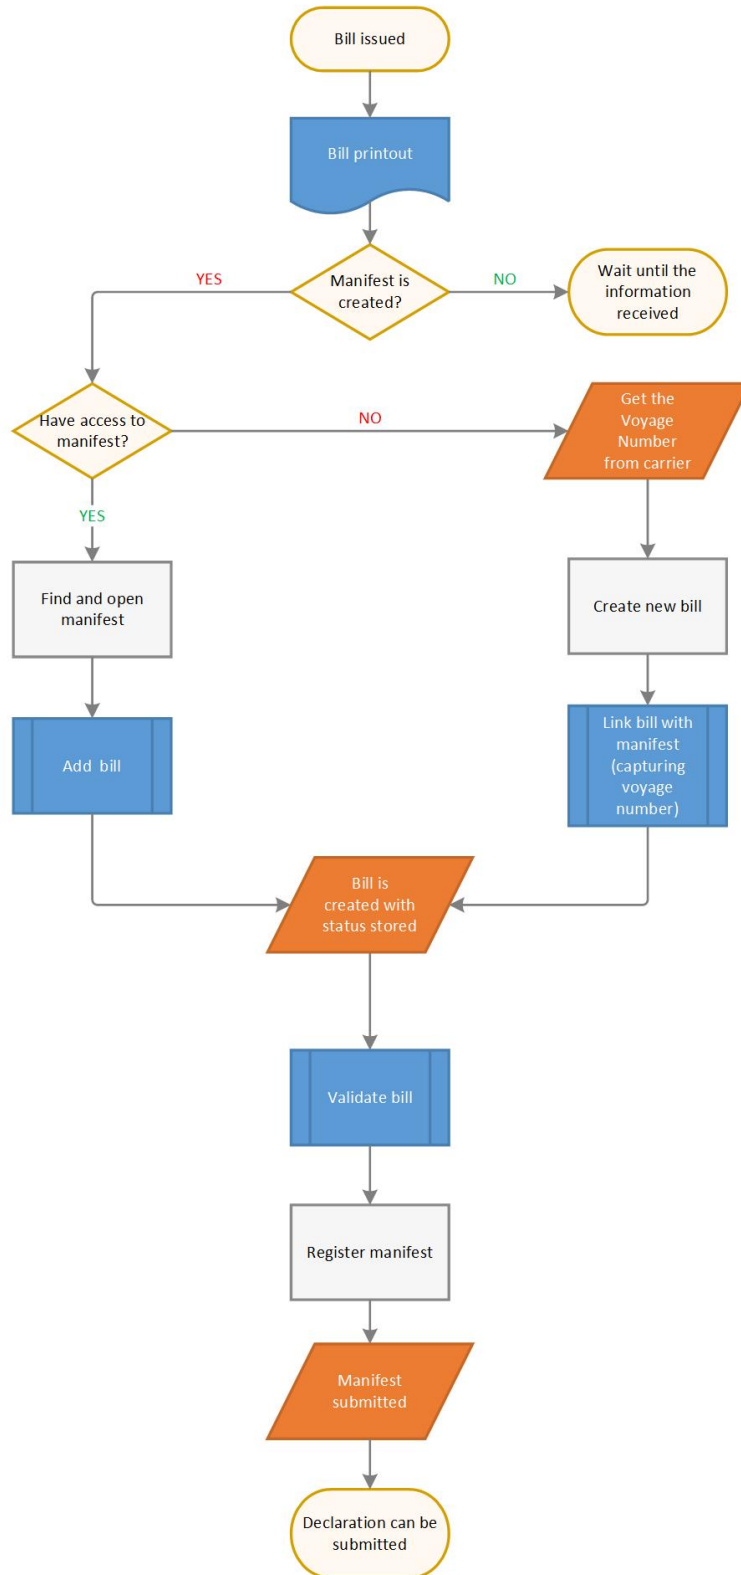 Bill issued
Bill printout
Manifest is
created?
YES
NO
Wait until the
information
received
Have access to
manifest?
NO
Get the
Voyage
Number
from carrier
YES
Find and open
manifest
Create new bill
Add  bill
Link bill with
manifest
(capturing
voyage
number)
Bill is
created with
status stored
Validate bill
Register manifest
Manifest
submitted
Declaration can be
submitted